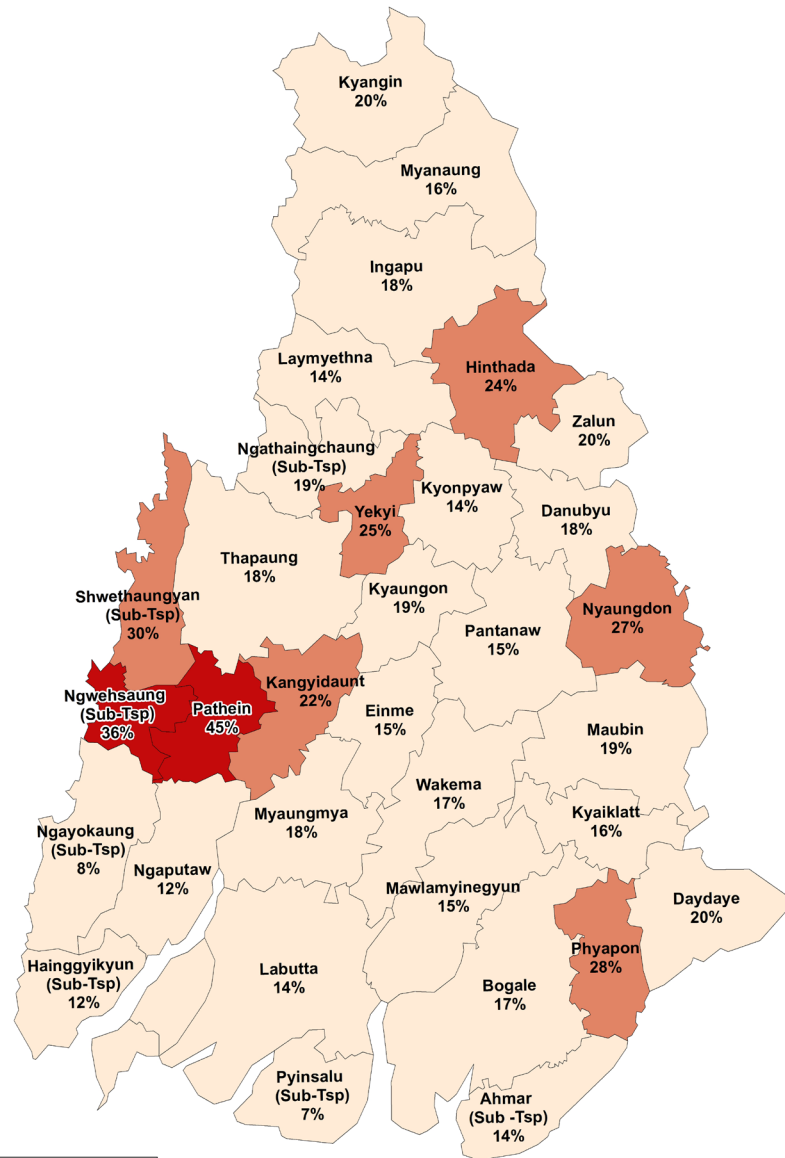 Kyangin
20%
Myanaung
16%
Ingapu
18%
Laymyethna
14%
Hinthada
24%
Zalun
20%
Ngathaingchaung
(Sub-Tsp)
19%
Kyonpyaw
14%
Yekyi
25%
Danubyu
18%
Thapaung
18%
Kyaungon
19%
Shwethaungyan
(Sub-Tsp)
30%
Nyaungdon
27%
Pantanaw
15%
Kangyidaunt
22%
Ngwehsaung
(Sub-Tsp)
36%
Pathein
45%
Einme
15%
Maubin
19%
Wakema
17%
Myaungmya
18%
Kyaiklatt
16%
Ngayokaung
(Sub-Tsp)
8%
Ngaputaw
12%
Mawlamyinegyun
15%
Daydaye
20%
Phyapon
28%
Hainggyikyun
(Sub-Tsp)
12%
Labutta
14%
Bogale
17%
Pyinsalu
(Sub-Tsp)
7%
Ahmar
(Sub -Tsp)
14%